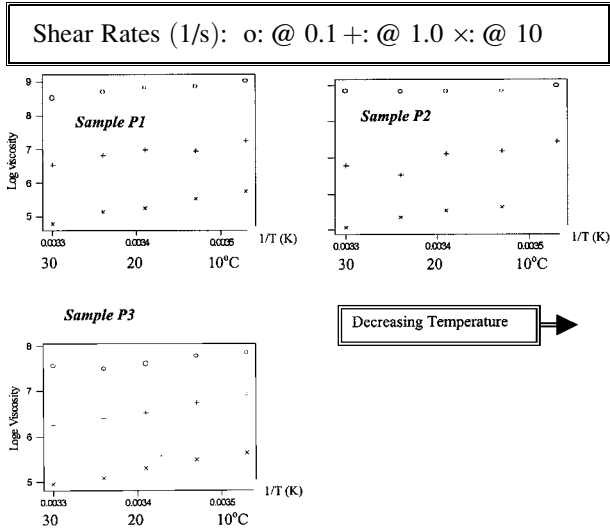 Shear Rates (1/s): o: @ 0.1 +: @ 1.0 ×: @ 10
Sample P1
Log viscosity
9
8
7
6
5
0.0033 0.0034 0.0035 1/T (K)
30 20 10°C
Sample P2
0.0033 0.0034 0.0035 1/T (K)
30 20 10°C
Sample P3
Loge Viscosity
8
7
6
5
0.0033 0.0034 0.0035 1/T (K)
30 20 10°C
Decreasing Temperature